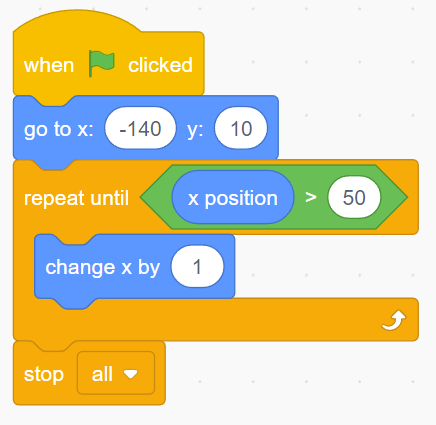 when clicked
go to x: -140 y: 10
repeat until x position > 50
change x by 1
stop all